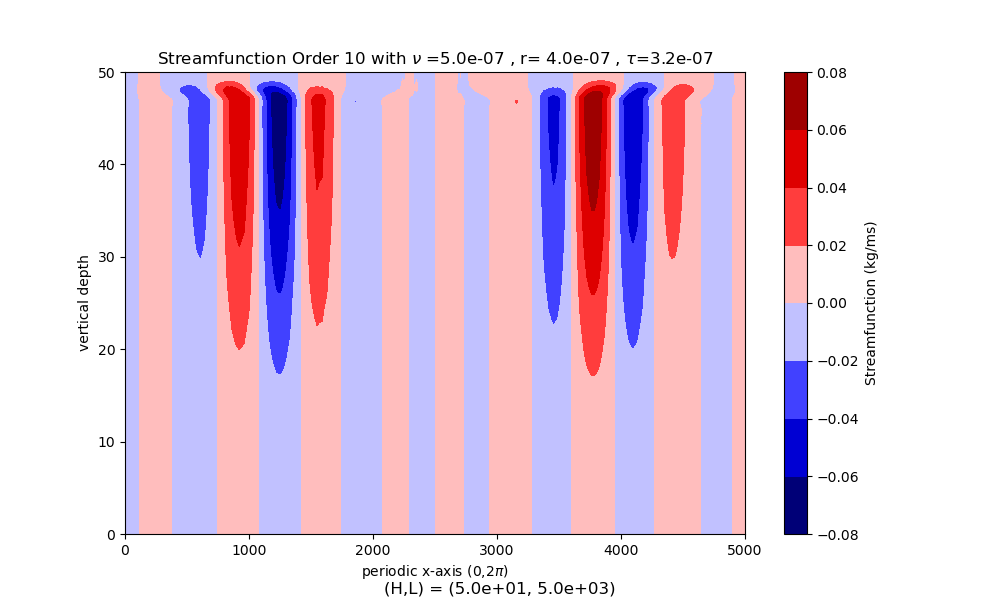 Streamfunction Order 10 with ν =5.0e-07 , r= 4.0e-07 , τ=3.2e-07
50
40
30
20
10
0
vertical depth
0 1000 2000 3000 4000 5000
periodic x-axis (0,2π)
(H,L) = (5.0e+01, 5.0e+03)
0.08
0.06
0.04
0.02
0.00
−0.02
−0.04
−0.06
−0.08
Streamfunction (kg/ms)